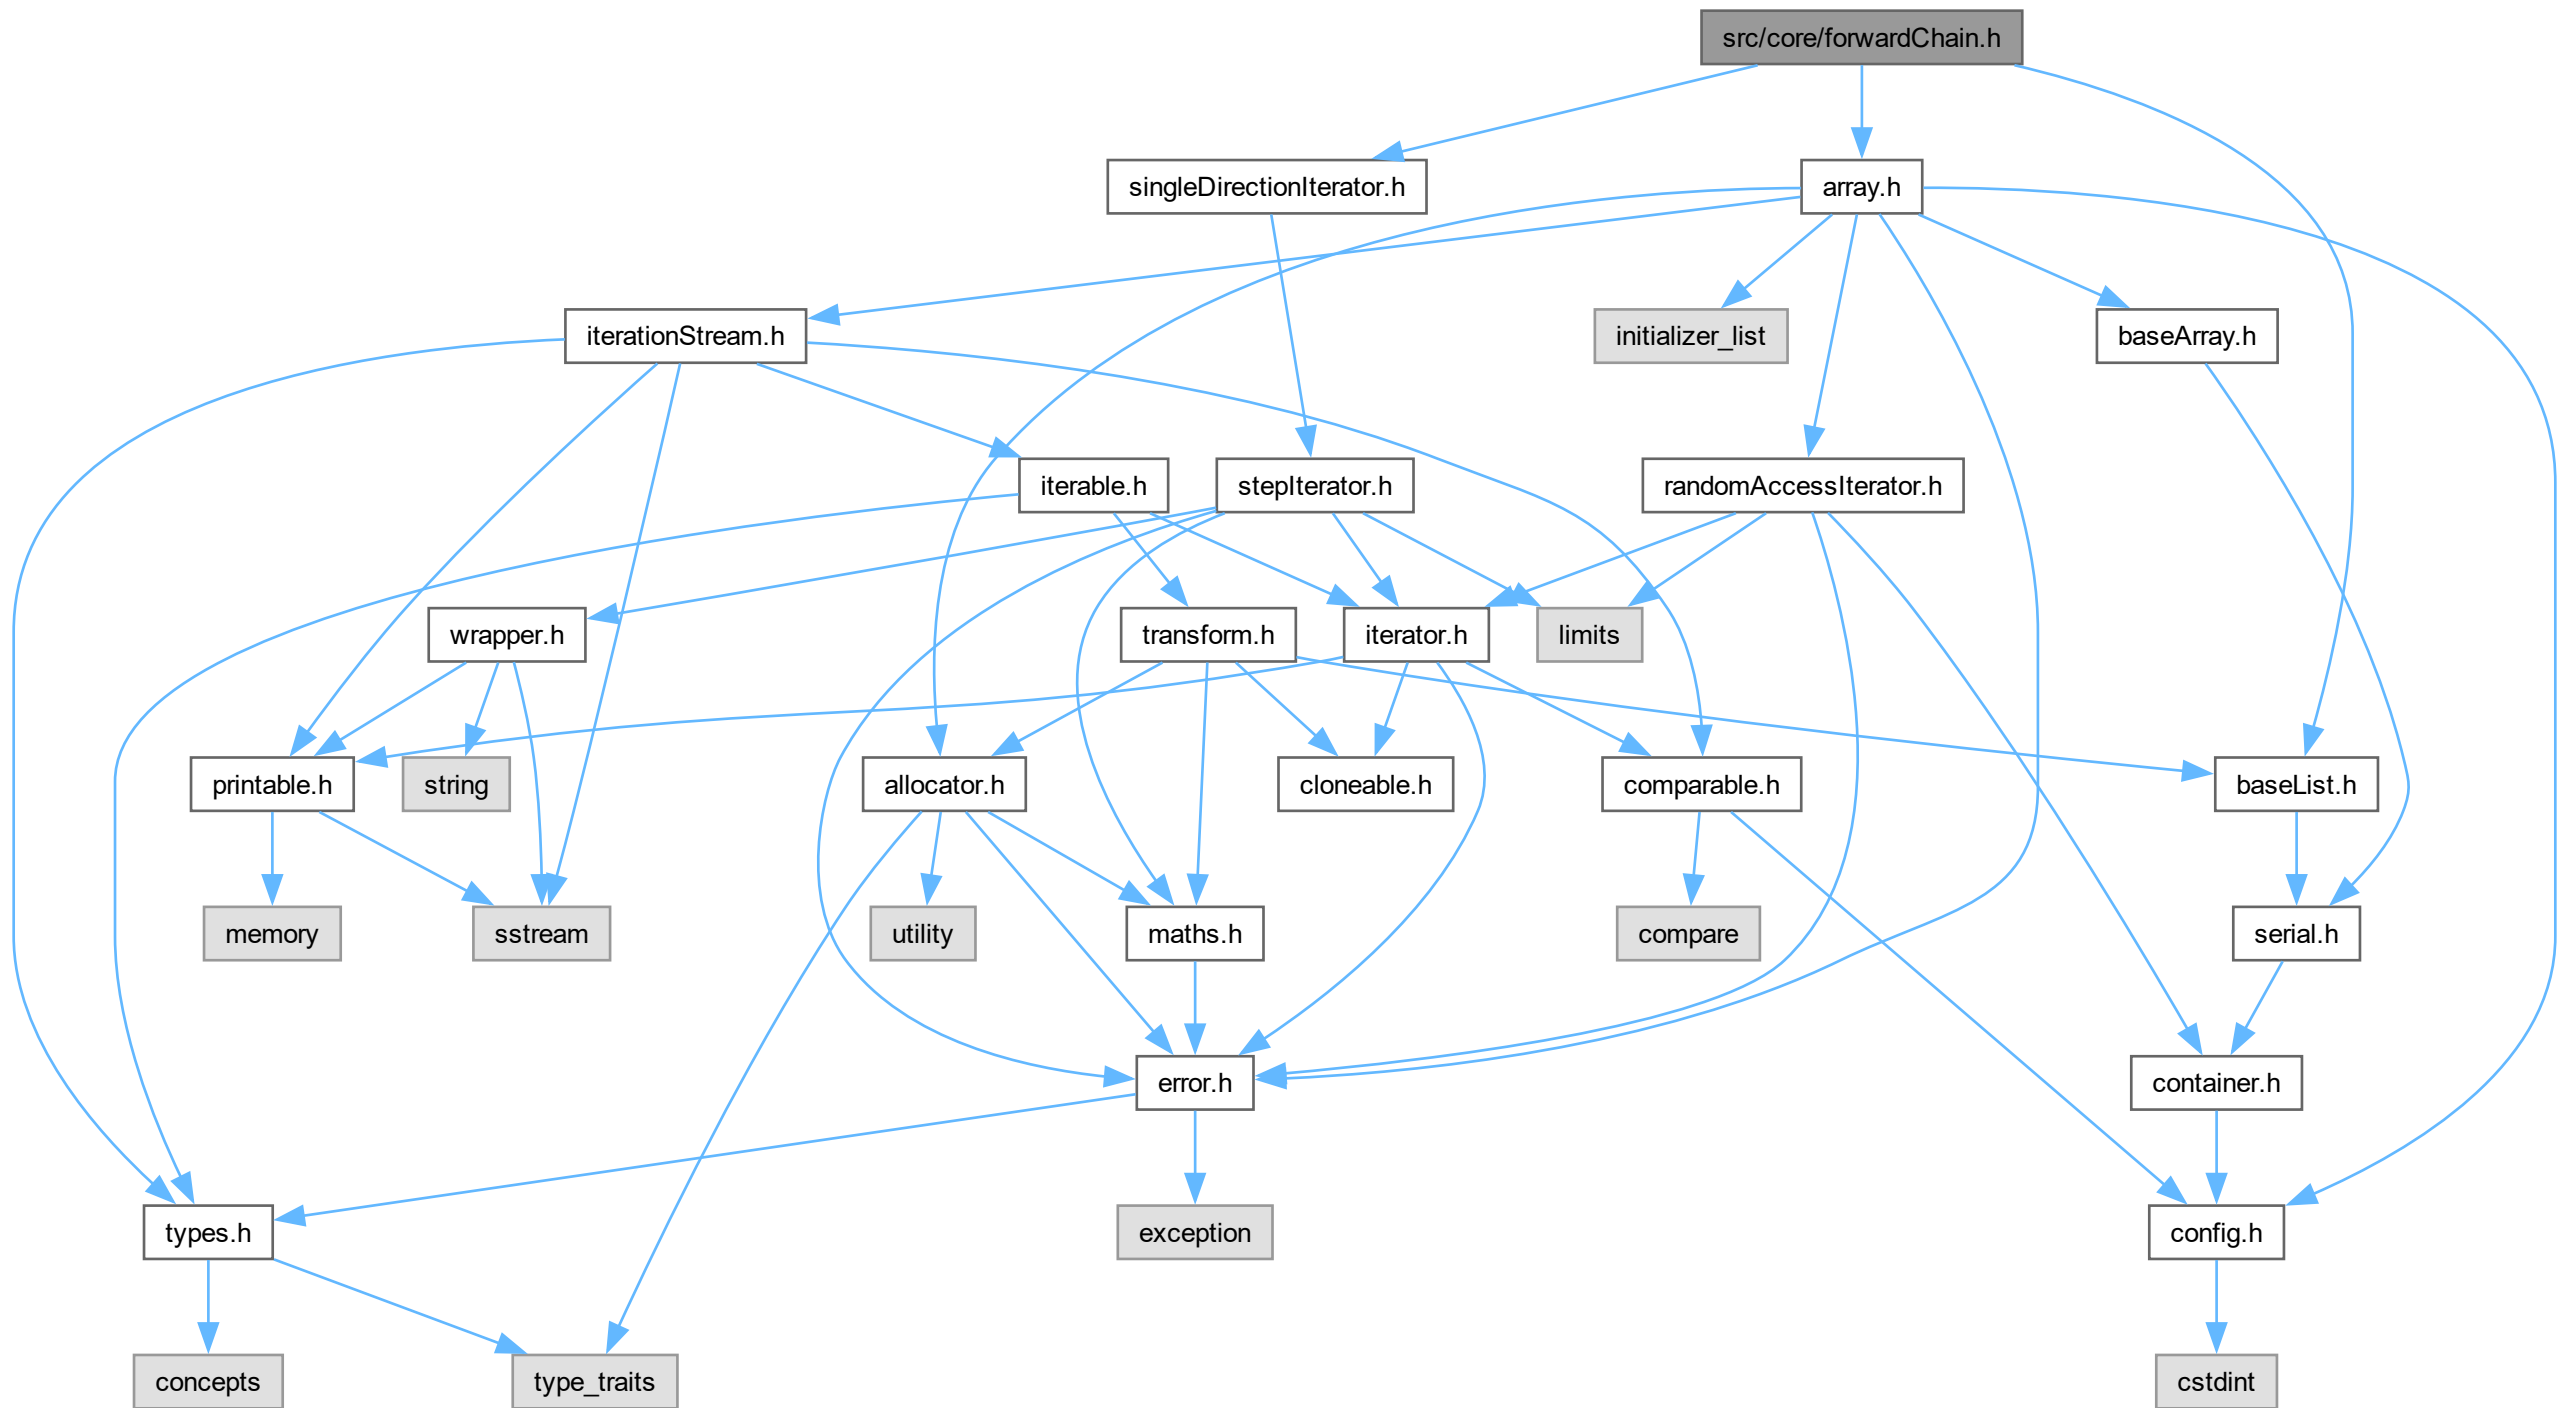 src/core/forwardChain.h
singleDirectionIterator.h
array.h
iterationStream.h
initializer_list
baseArray.h
iterable.h
stepIterator.h
randomAccessIterator.h
wrapper.h
transform.h
iterator.h
limits
printable.h
string
allocator.h
cloneable.h
comparable.h
baseList.h
memory
sstream
utility
maths.h
compare
serial.h
error.h
container.h
types.h
exception
config.h
concepts
type_traits
cstdint